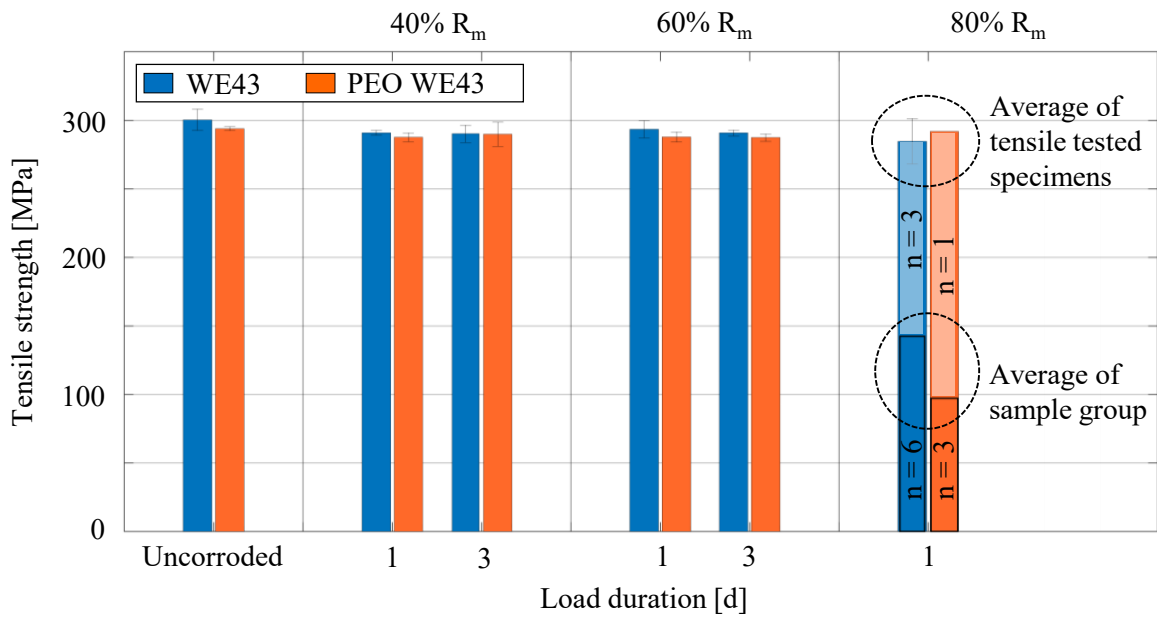 40% Rm
60% Rm
80% Rm
WE43
PEO WE43
Tensile strength [MPa]
300
200
100
0
Average of
tensile tested
specimens
n = 3
n = 1
Average of
sample group
n = 6
n = 3
Uncorroded
1
3
1
3
1
Load duration [d]